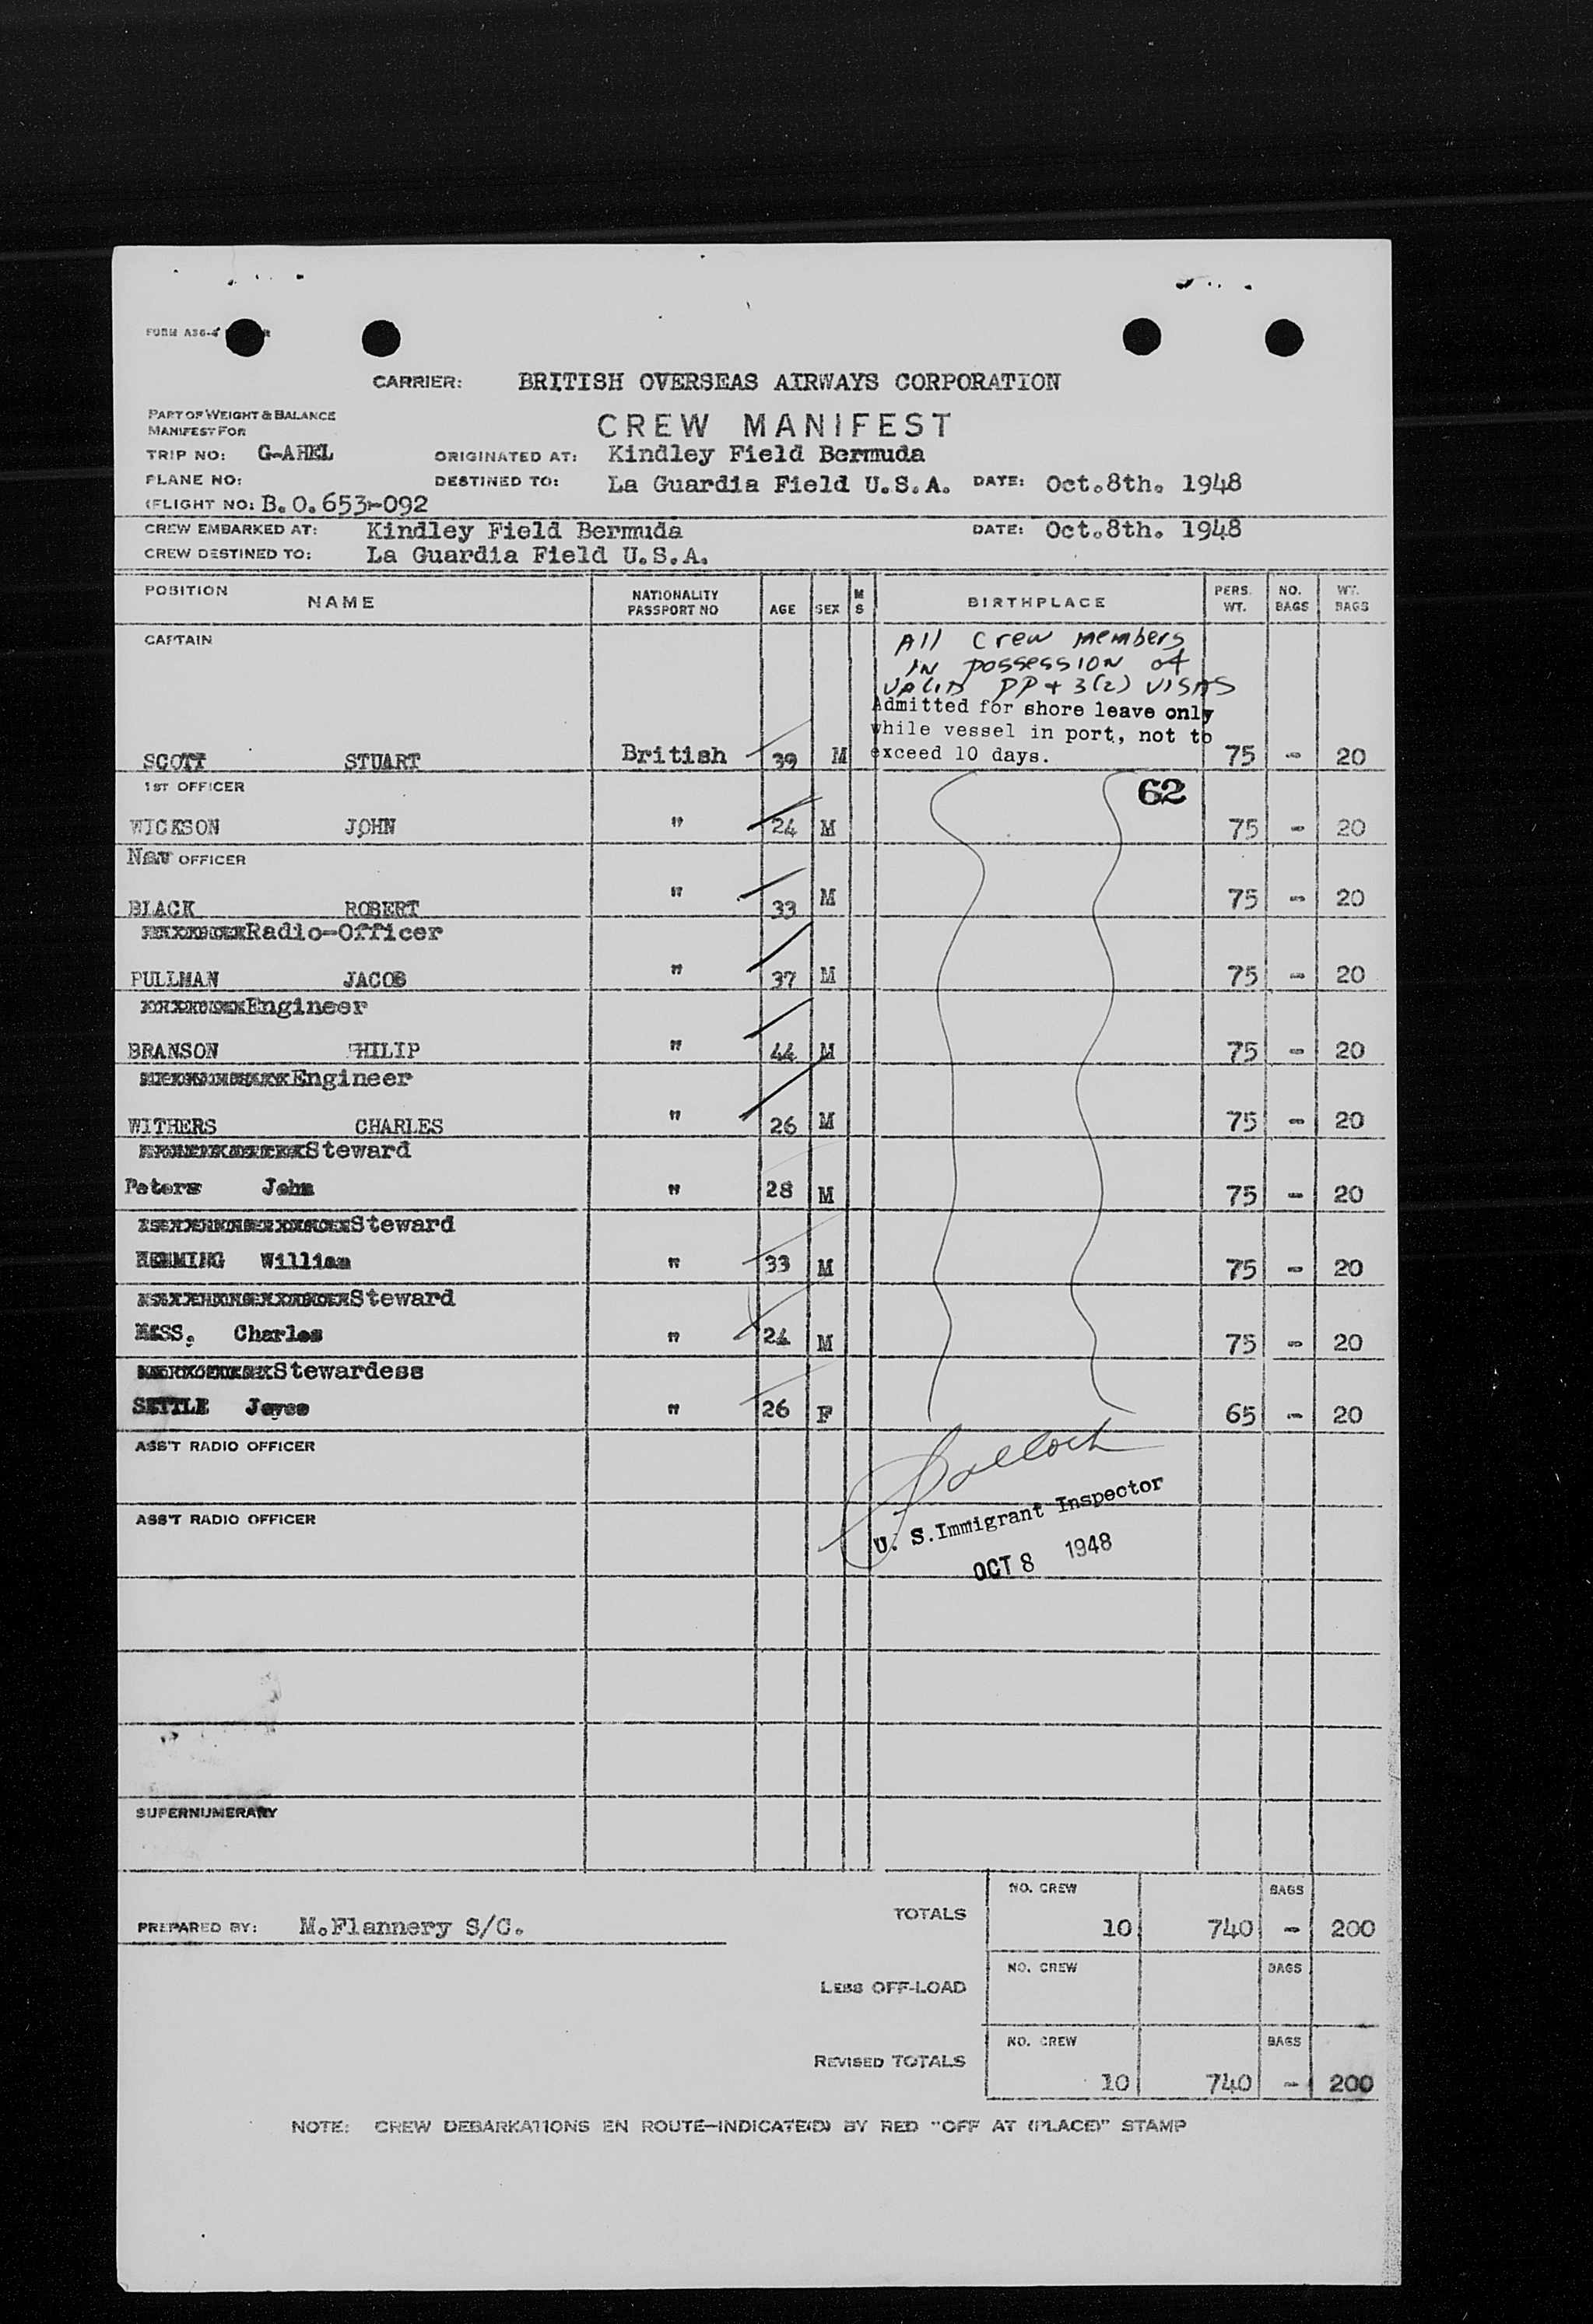 FORM A36-4
CARRIER: BRITISH OVERSEAS AIRWAYS CORPORATION
PART OF WEIGHT & BALANCE
MANIFEST FOR
CREW MANIFEST
TRIP NO: G-AHEL ORIGINATED AT: Kindley Field Bermuda
PLANE NO: DESTINED TO: La Guardia Field U.S.A. DATE: Oct.8th. 1948
(FLIGHT NO: B.O.653-092
CREW EMBARKED AT: Kindley Field Bermuda DATE: Oct.8th. 1948
CREW DESTINED TO: La Guardia Field U.S.A.
POSITION NAME NATIONALITY PASSPORT NO AGE SEX M S BIRTHPLACE PERS. WT. NO. BAGS WT. BAGS
CAPTAIN
All Crew members
IN possession of
VALID PP + 3(2) VISAS
Admitted for shore leave only
while vessel in port, not to
exceed 10 days.
SCOTT STUART British 39 M 75 - 20
1ST OFFICER
62
WICKSON JOHN " 24 M 75 - 20
Nav OFFICER
BLACK ROBERT " 33 M 75 - 20
Radio-Officer
PULLMAN JACOB " 37 M 75 - 20
Engineer
BRANSON PHILIP " 44 M 75 - 20
Engineer
WITHERS CHARLES " 26 M 75 - 20
Steward
Peters John " 28 M 75 - 20
Steward
HEMMING William " 33 M 75 - 20
Steward
Charles " 24 M 75 - 20
Stewardess
SETTLE Joyce " 26 F 65 - 20
ASS'T RADIO OFFICER
ASS'T RADIO OFFICER
U. S. Immigrant Inspector
OCT 8 1948
SUPERNUMERARY
NO. CREW BAGS
PREPARED BY: M.Flannery S/C. TOTALS 10 740 - 200
NO. CREW BAGS
LESS OFF-LOAD
NO. CREW BAGS
REVISED TOTALS 10 740 - 200
NOTE: CREW DEBARKATIONS EN ROUTE-INDICATE(D) BY RED "OFF AT (PLACE)" STAMP